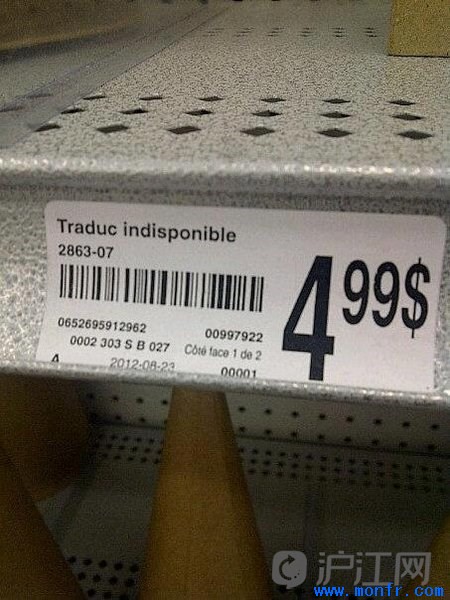 Traduc indisponible
2863-07
4 99$
0652695912962 00997922
0002 303 S B 027 Côté face 1 de 2
A 2012-08-23 00001
沪江网
www.monfr.com